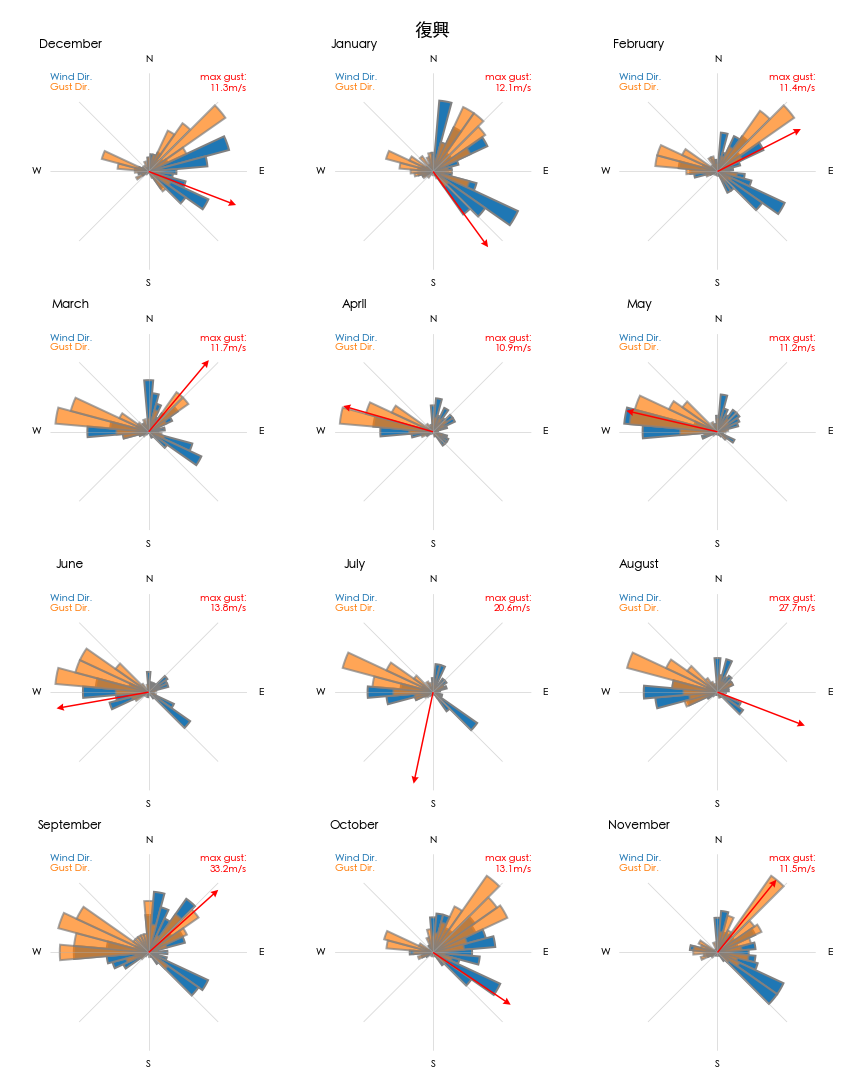 復興
December
January
February
N
N
N
Wind Dir.
Gust Dir.
max gust:
11.3m/s
Wind Dir.
Gust Dir.
max gust:
12.1m/s
Wind Dir.
Gust Dir.
max gust:
11.4m/s
W
E
W
E
W
E
S
S
S
March
April
May
N
N
N
Wind Dir.
Gust Dir.
max gust:
11.7m/s
Wind Dir.
Gust Dir.
max gust:
10.9m/s
Wind Dir.
Gust Dir.
max gust:
11.2m/s
W
E
W
E
W
E
S
S
S
June
July
August
N
N
N
Wind Dir.
Gust Dir.
max gust:
13.8m/s
Wind Dir.
Gust Dir.
max gust:
20.6m/s
Wind Dir.
Gust Dir.
max gust:
27.7m/s
W
E
W
E
W
E
S
S
S
September
October
November
N
N
N
Wind Dir.
Gust Dir.
max gust:
33.2m/s
Wind Dir.
Gust Dir.
max gust:
13.1m/s
Wind Dir.
Gust Dir.
max gust:
11.5m/s
W
E
W
E
W
E
S
S
S